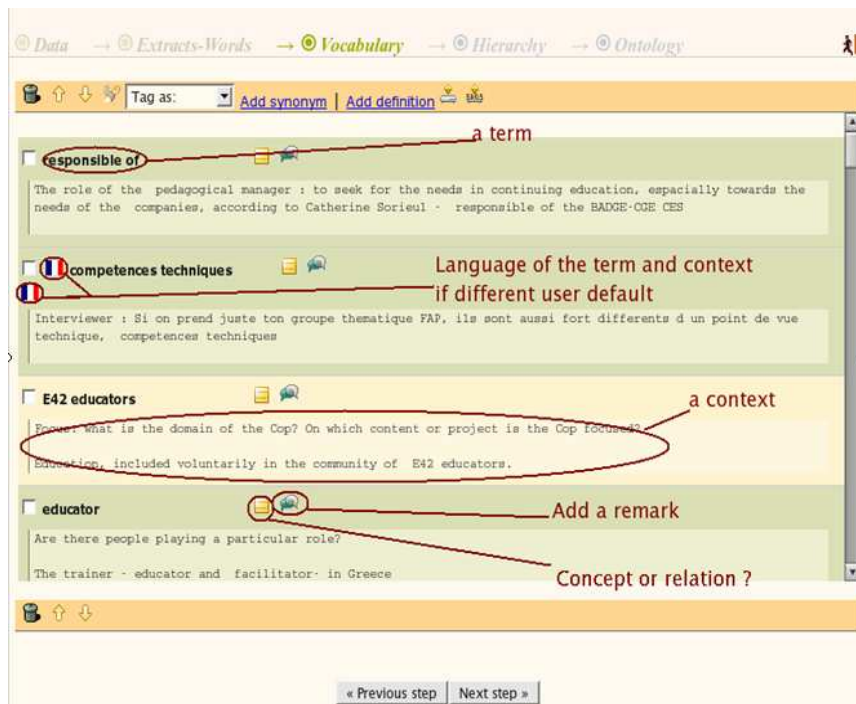 Data → Extracts-Words → Vocabulary → Hierarchy → Ontology
Tag as: Add synonym | Add definition
a term
responsible of
The role of the pedagogical manager : to seek for the needs in continuing education, espacially towards the
needs of the companies, according to Catherine Sorieul - responsible of the BADGE-CGE CES
competences techniques
Language of the term and context
if different user default
Interviewer : Si on prend juste ton groupe thematique FAP, ils sont aussi fort differents d un point de vue
technique, competences techniques
E42 educators
a context
Focus: What is the domain of the Cop? On which content or project is the Cop focused?
Education, included voluntarily in the community of E42 educators.
educator
Add a remark
Are there people playing a particular role?
The trainer - educator and facilitator- in Greece
Concept or relation ?
« Previous step Next step »